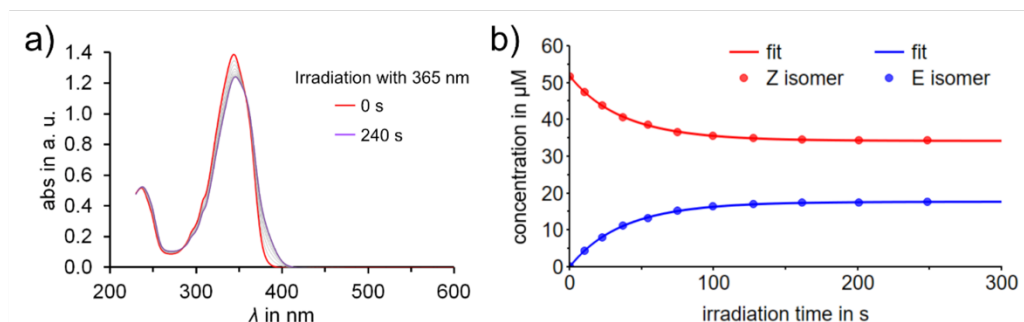 a)
abs in a. u.
1.4
1.2
1.0
0.8
0.6
0.4
0.2
0.0
200 300 400 500 600
λ in nm
Irradiation with 365 nm
0 s
240 s
b)
concentration in µM
60
50
40
30
20
10
0
0 100 200 300
irradiation time in s
fit fit
Z isomer E isomer